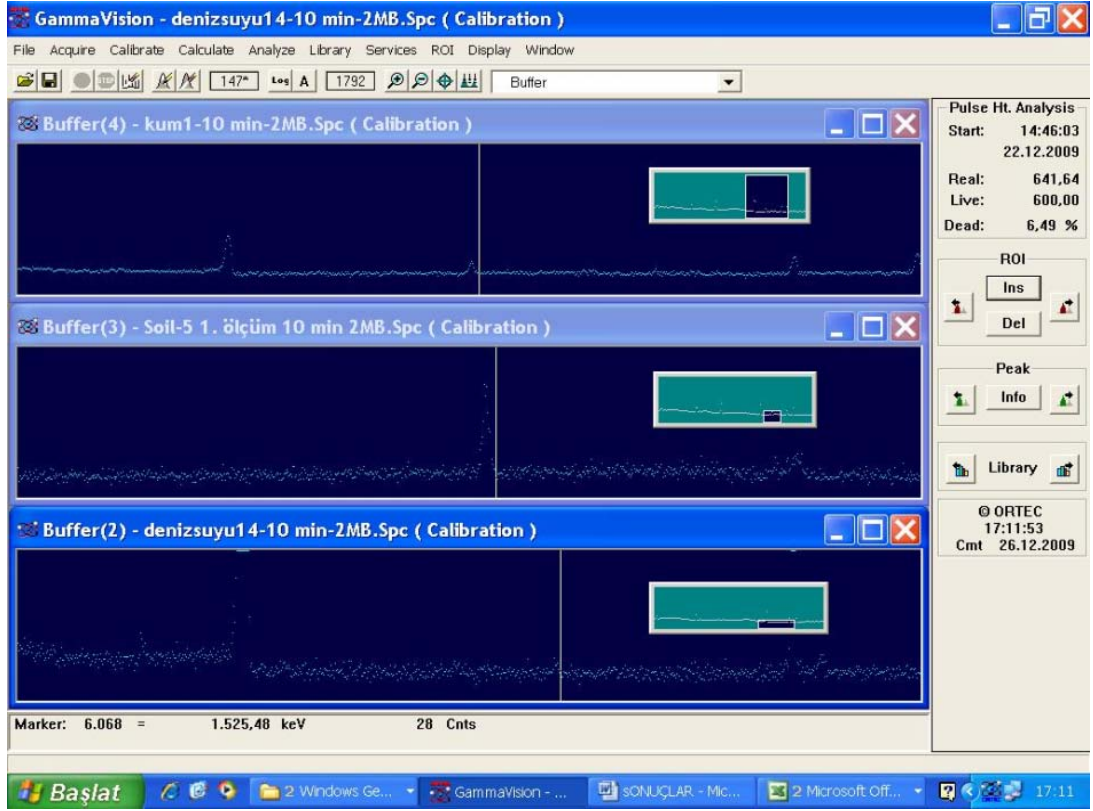 GammaVision - denizsuyu14-10 min-2MB.Spc ( Calibration )
File Acquire Calibrate Calculate Analyze Library Services ROI Display Window
147* Log A 1792 Buffer
Buffer(4) - kum1-10 min-2MB.Spc ( Calibration )
Buffer(3) - Soil-5 1. ölçüm 10 min 2MB.Spc ( Calibration )
Buffer(2) - denizsuyu14-10 min-2MB.Spc ( Calibration )
Marker: 6.068 = 1.525,48 keV 28 Cnts
Pulse Ht. Analysis
Start: 14:46:03
22.12.2009
Real: 641,64
Live: 600,00
Dead: 6,49 %
ROI
Ins
Del
Peak
Info
Library
© ORTEC
17:11:53
Cmt 26.12.2009
Başlat 2 Windows Ge... GammaVision - ... sONUÇLAR - Mic... 2 Microsoft Off... 17:11